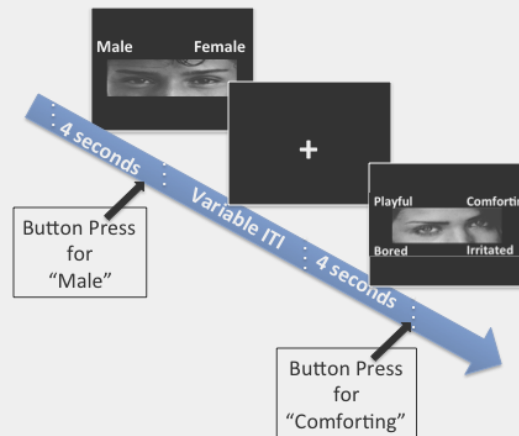 Male Female
+
4 seconds
Variable ITI
Playful Comfortin
Bored Irritated
4 seconds
Button Press
for
“Male”
Button Press
for
“Comforting”